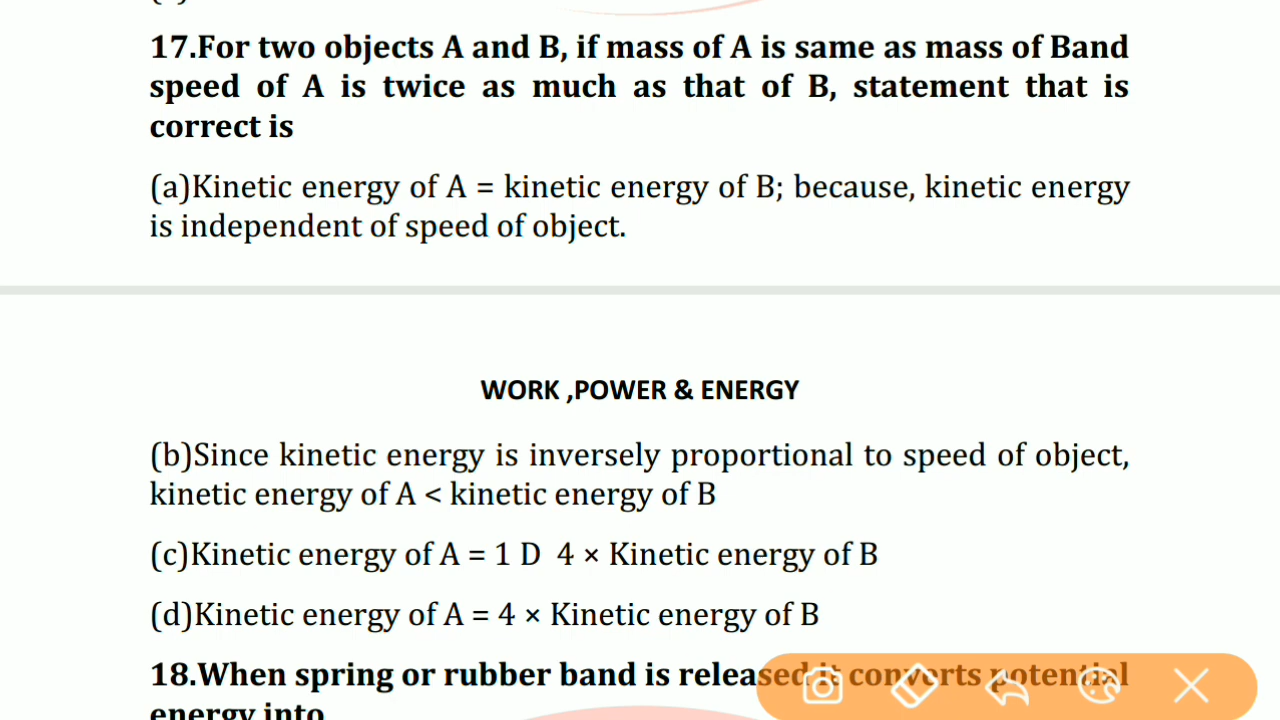 17.For two objects A and B, if mass of A is same as mass of Band
speed of A is twice as much as that of B, statement that is
correct is
(a)Kinetic energy of A = kinetic energy of B; because, kinetic energy
is independent of speed of object.
WORK ,POWER & ENERGY
(b)Since kinetic energy is inversely proportional to speed of object,
kinetic energy of A < kinetic energy of B
(c)Kinetic energy of A = 1 D 4 × Kinetic energy of B
(d)Kinetic energy of A = 4 × Kinetic energy of B
18.When spring or rubber band is released it converts potential
energy into